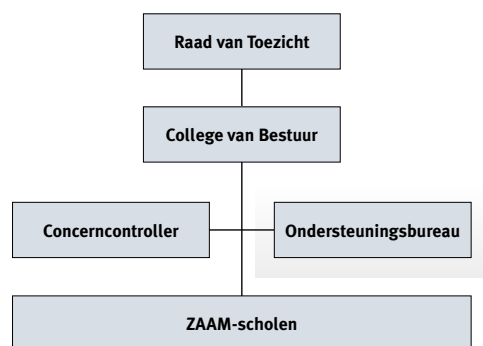 Raad van Toezicht
College van Bestuur
Concerncontroller
Ondersteuningsbureau
ZAAM-scholen